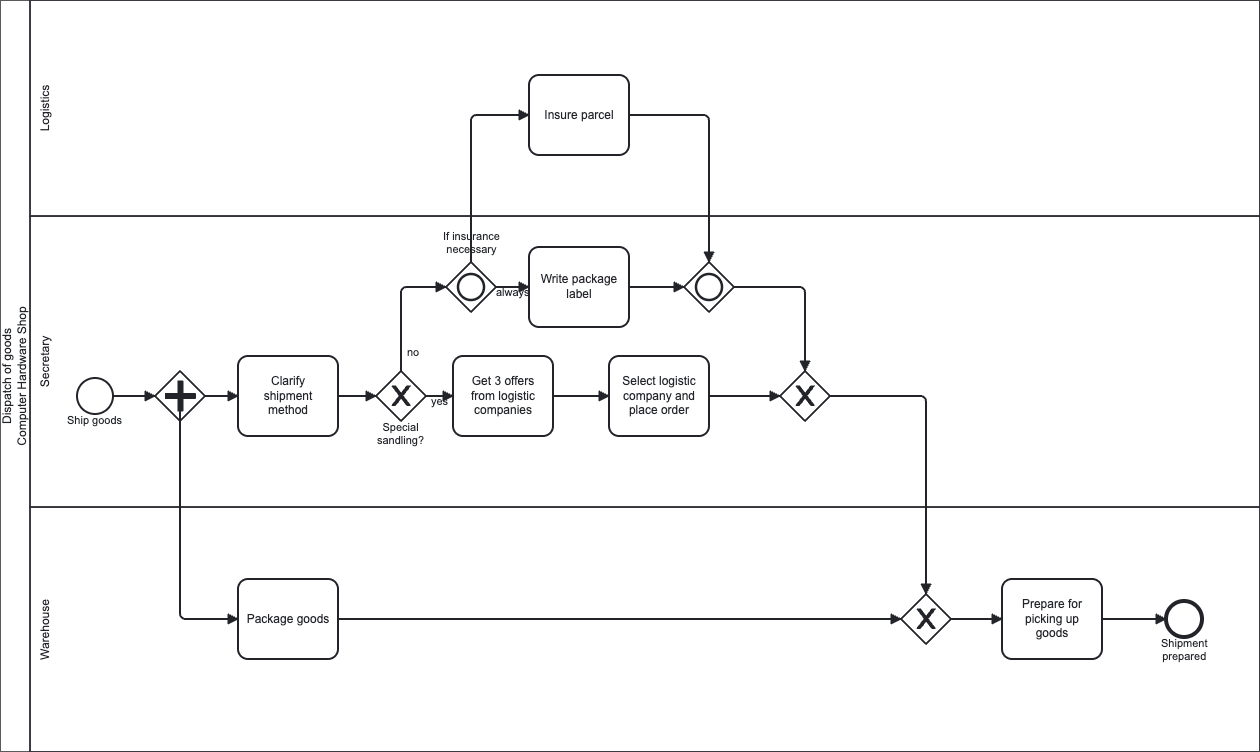 Dispatch of goods
Computer Hardware Shop
Logistics
Insure parcel
Secretary
If insurance
necessary
always
Write package
label
no
Ship goods
Clarify
shipment
method
Special
sandling?
yes
Get 3 offers
from logistic
companies
Select logistic
company and
place order
Warehouse
Package goods
Prepare for
picking up
goods
Shipment
prepared